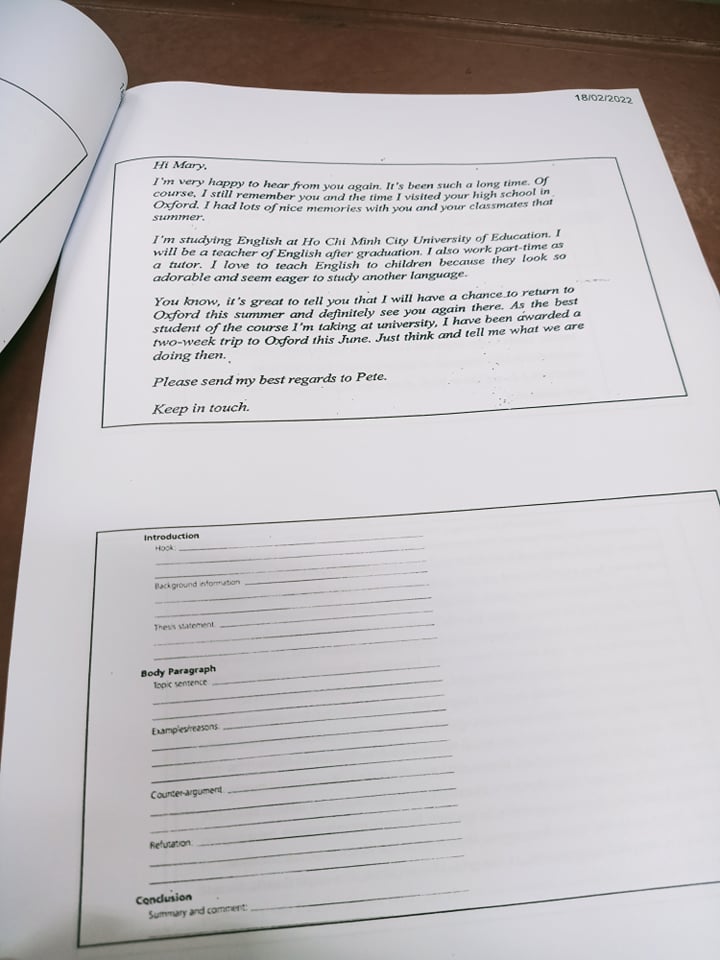 18/02/2022
Hi Mary,
I'm very happy to hear from you again. It's been such a long time. Of
course, I still remember you and the time I visited your high school in
Oxford. I had lots of nice memories with you and your classmates that
summer.
I'm studying English at Ho Chi Minh City University of Education. I
will be a teacher of English after graduation. I also work part-time as
a tutor. I love to teach English to children because they look so
adorable and seem eager to study another language.
You know, it's great to tell you that I will have a chance to return to
Oxford this summer and definitely see you again there. As the best
student of the course I'm taking at university, I have been awarded a
two-week trip to Oxford this June. Just think and tell me what we are
doing then.
Please send my best regards to Pete.
Keep in touch.
Introduction
Hook:
Background information
Thesis statement
Body Paragraph
Topic sentence
Examples/reasons:
Counter-argument
Refutation:
Conclusion
Summary and comment: